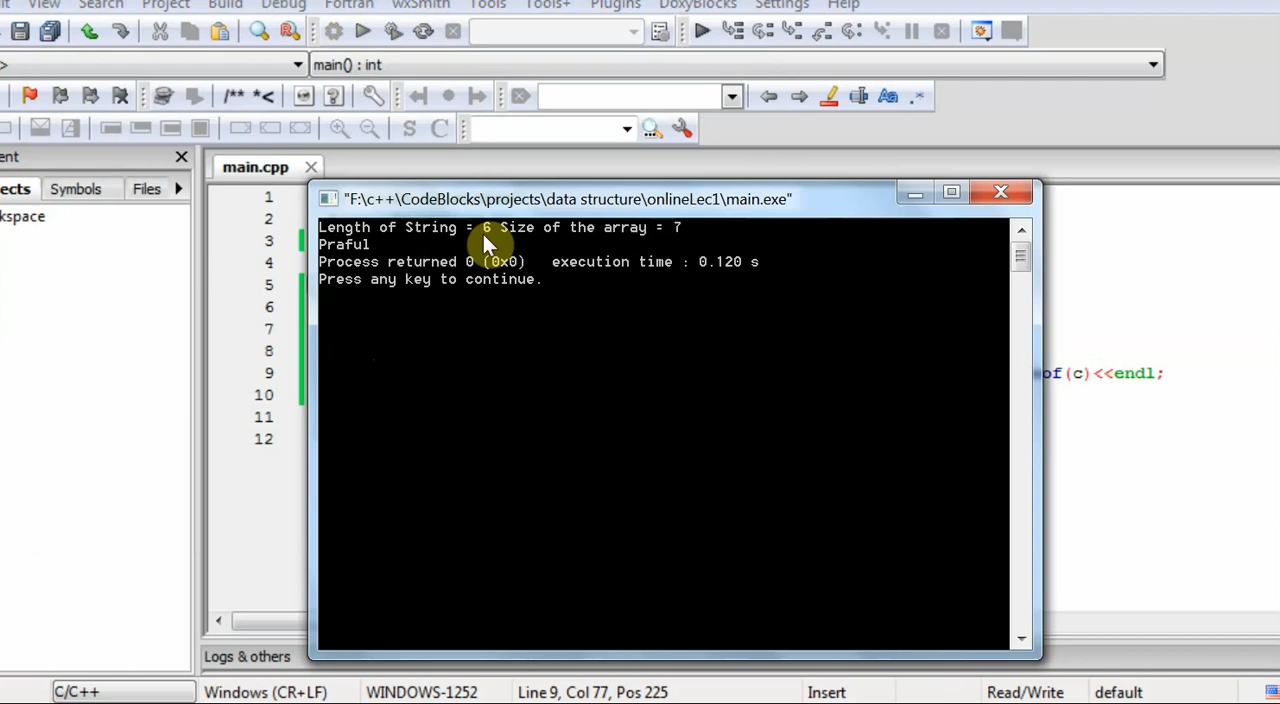 View Search Project Build Debug Fortran wxSmith Tools Tools+ Plugins DoxyBlocks Settings Help
> main() : int
/** *<
S C
Aa .*
ent
ects Symbols Files
kspace
main.cpp
1
2
3
4
5
6
7
8
9
10
11
12
"F:\c++\CodeBlocks\projects\data structure\onlineLec1\main.exe"
Length of String = 6 Size of the array = 7
Praful
Process returned 0 (0x0)   execution time : 0.120 s
Press any key to continue.
of(c)<<endl;
Logs & others
C/C++ Windows (CR+LF) WINDOWS-1252 Line 9, Col 77, Pos 225 Insert Read/Write default